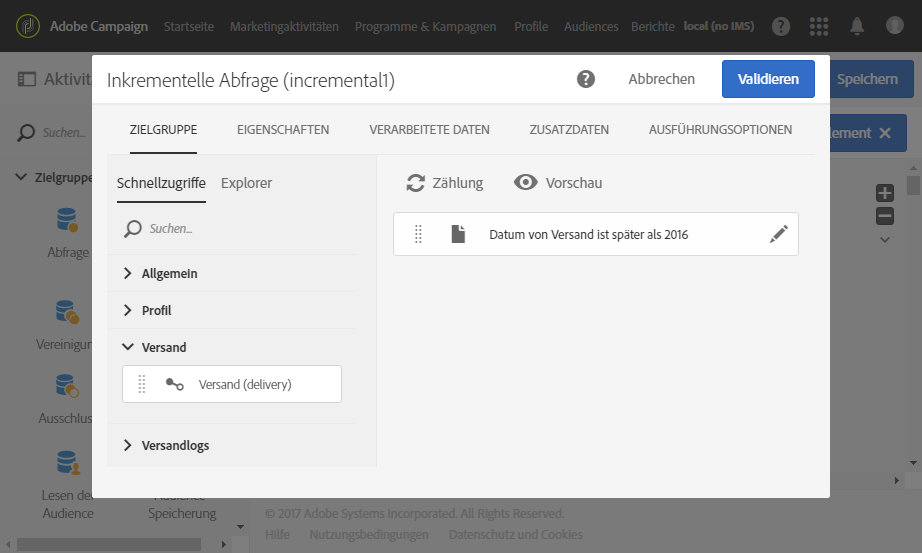 Adobe Campaign Startseite Marketingaktivitäten Programme & Kampagnen Profile Audiences Berichte local (no IMS)
Aktivit
Speichern
Inkrementelle Abfrage (incremental1)
Abbrechen
Validieren
Suchen...
ement
ZIELGRUPPE EIGENSCHAFTEN VERARBEITETE DATEN ZUSATZDATEN AUSFÜHRUNGSOPTIONEN
Zielgruppe
Schnellzugriffe Explorer
Zählung Vorschau
Suchen...
Datum von Versand ist später als 2016
Abfrage
Allgemein
Profil
Vereinigun
Versand
Versand (delivery)
Ausschlus
Versandlogs
Lesen der
Audience
Audience
Speicherung
© 2017 Adobe Systems Incorporated. All Rights Reserved.
Hilfe Nutzungsbedingungen Datenschutz und Cookies